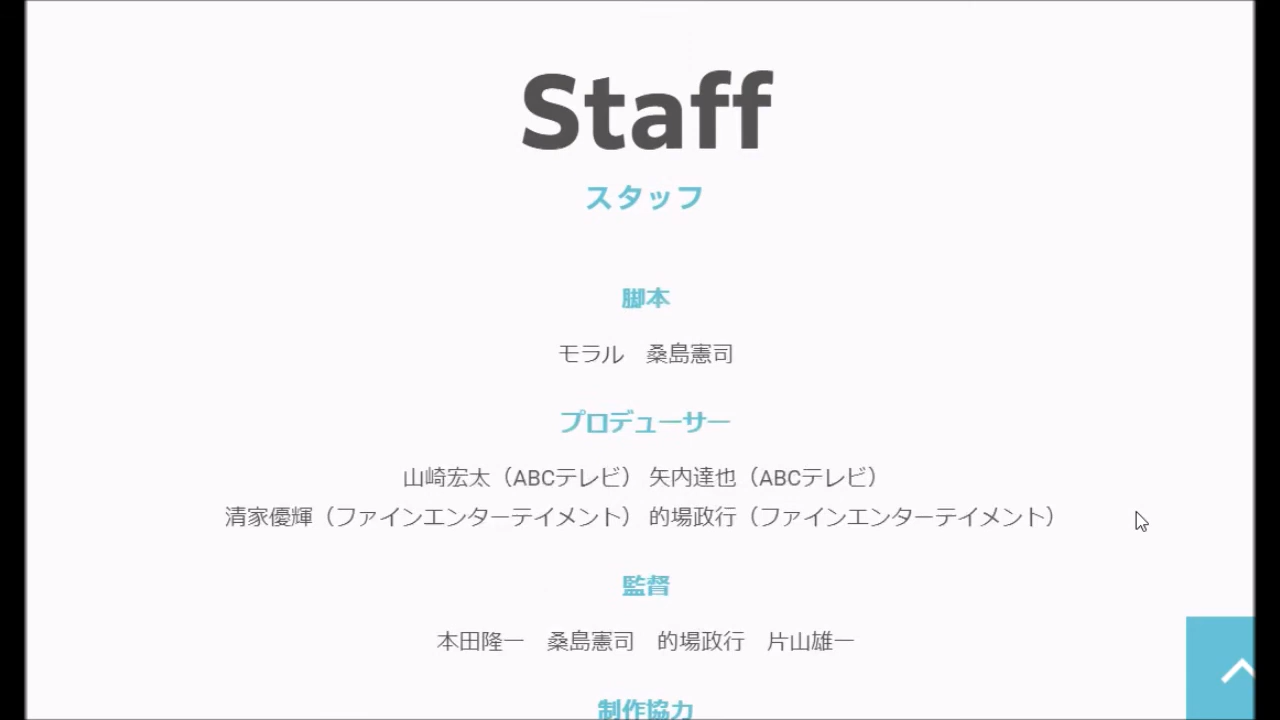 Staff
スタッフ
脚本
モラル　桑島憲司
プロデューサー
山崎宏太（ABCテレビ） 矢内達也（ABCテレビ）
清家優輝（ファインエンターテイメント） 的場政行（ファインエンターテイメント）
監督
本田隆一　桑島憲司　的場政行　片山雄一
制作協力